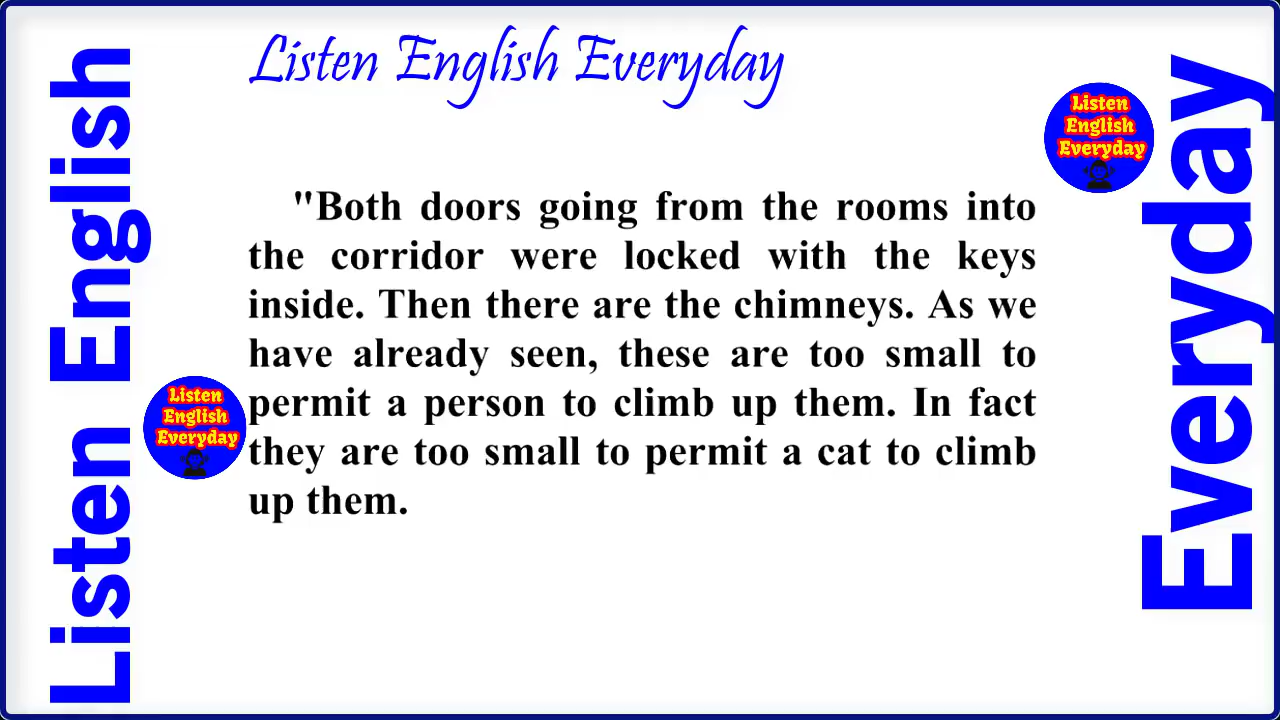 Listen English Everyday
Listen
English
Everyday
"Both doors going from the rooms into
the corridor were locked with the keys
inside. Then there are the chimneys. As we
have already seen, these are too small to
permit a person to climb up them. In fact
they are too small to permit a cat to climb
up them.
Listen
English
Everyday
Listen English
Everyday